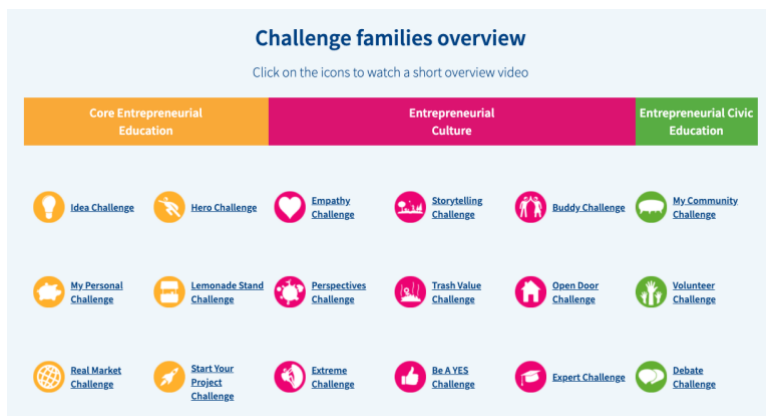 Challenge families overview
Click on the icons to watch a short overview video
Core Entrepreneurial
Education
Entrepreneurial
Culture
Entrepreneurial Civic
Education
Idea Challenge
Hero Challenge
Empathy
Challenge
Storytelling
Challenge
Buddy Challenge
My Community
Challenge
My Personal
Challenge
Lemonade Stand
Challenge
Perspectives
Challenge
Trash Value
Challenge
Open Door
Challenge
Volunteer
Challenge
Real Market
Challenge
Start Your
Project
Challenge
Extreme
Challenge
Be A YES
Challenge
Expert Challenge
Debate
Challenge